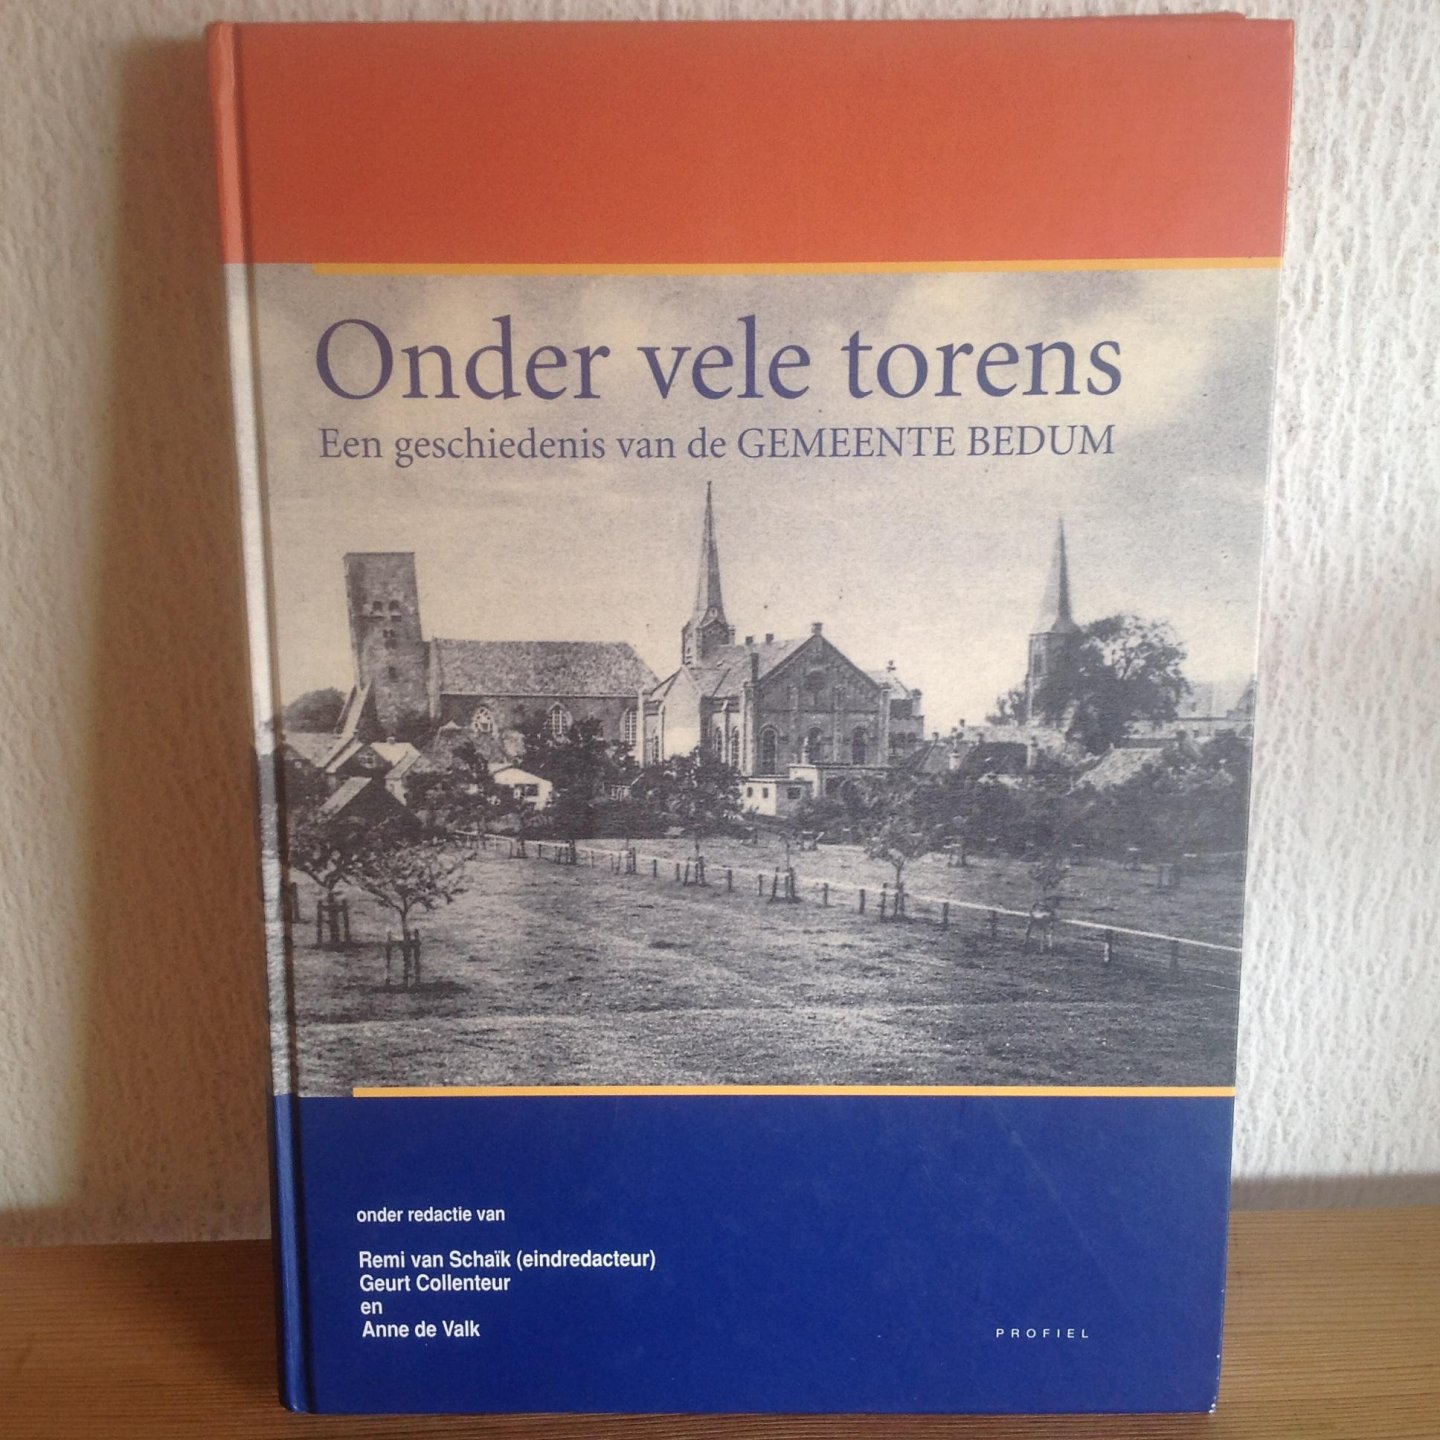 Onder vele torens
Een geschiedenis van de GEMEENTE BEDUM
onder redactie van
Remi van Schaïk (eindredacteur)
Geurt Collenteur
en
Anne de Valk
PROFIEL